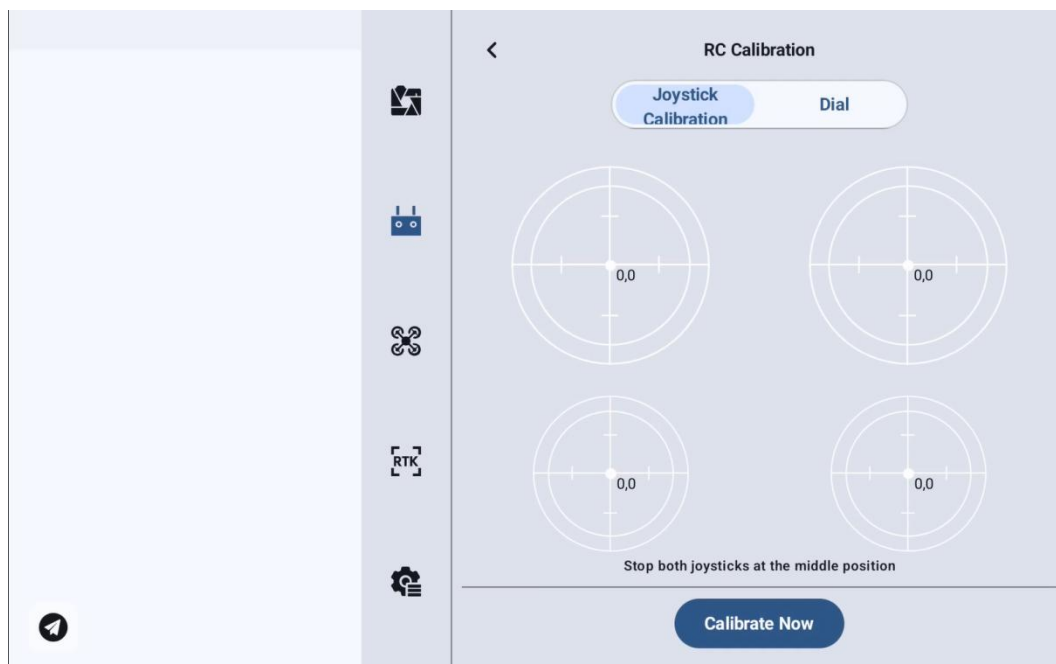 RC Calibration
Joystick
Calibration
Dial
0,0
0,0
RTK
0,0
0,0
Stop both joysticks at the middle position
Calibrate Now